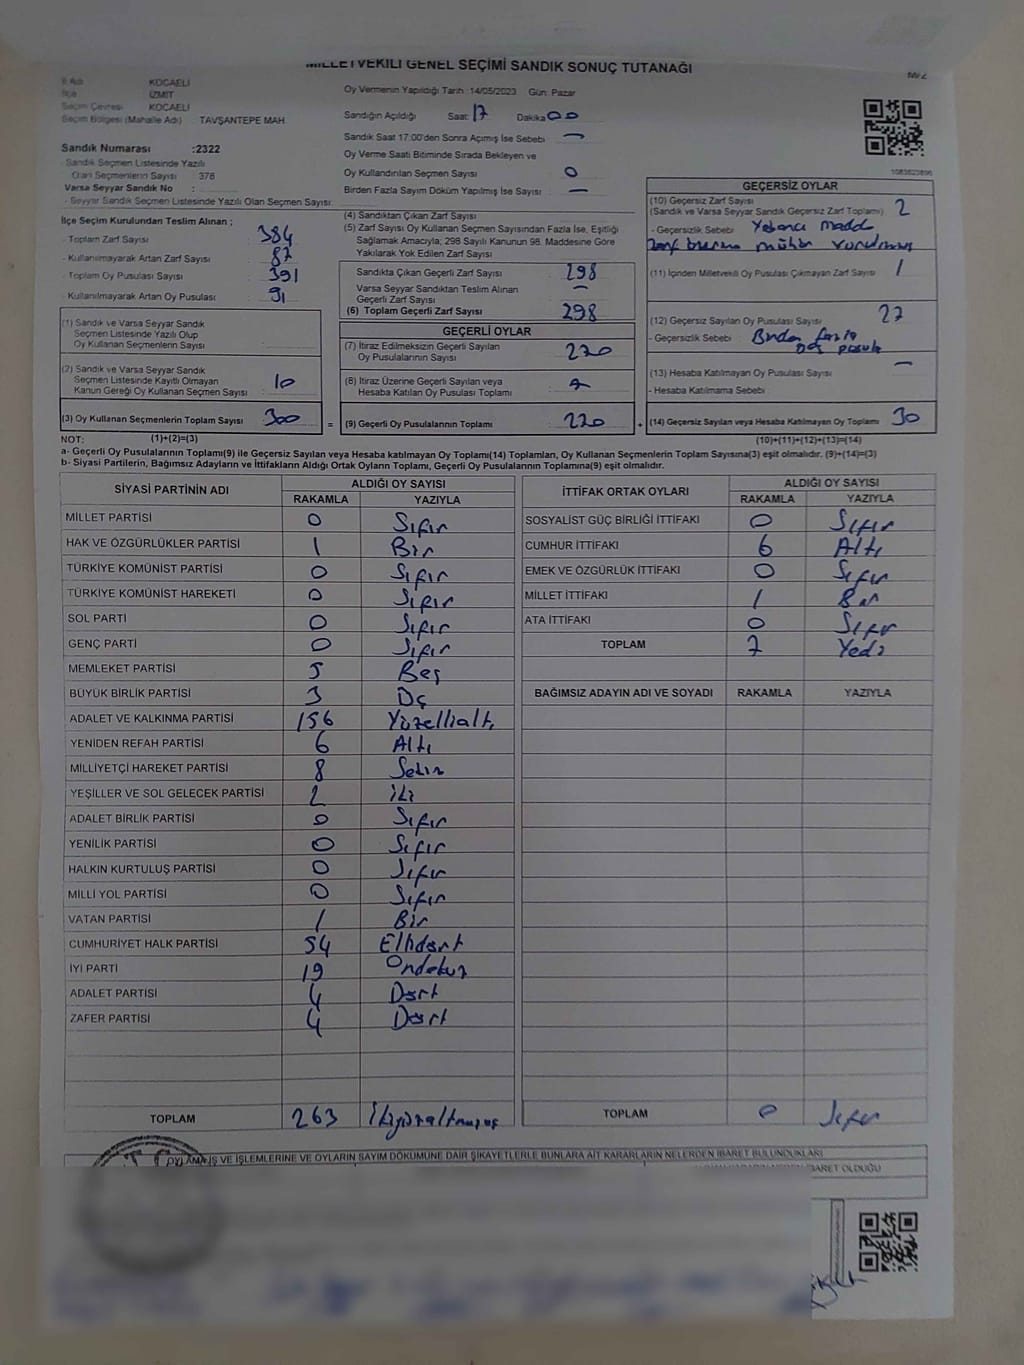 MİLLETVEKİLİ GENEL SEÇİMİ SANDIK SONUÇ TUTANAĞI
İl Adı KOCAELİ
İlçe İZMİT
Seçim Çevresi KOCAELİ
Seçim Bölgesi (Mahalle Adı) TAVŞANTEPE MAH.
Sandık Numarası :2322
- Sandık Seçmen Listesinde Yazılı
Olan Seçmenlerin Sayısı 378
Varsa Seyyar Sandık No :
- Seyyar Sandık Seçmen Listesinde Yazılı Olan Seçmen Sayısı:
Oy Vermenin Yapıldığı Tarih :14/05/2023 Gün: Pazar
Sandığın Açıldığı Saat: 17 Dakika 00
Sandık Saat 17:00'den Sonra Açımış İse Sebebi —
Oy Verme Saati Bitiminde Sırada Bekleyen ve
Oy Kullandırılan Seçmen Sayısı 0
Birden Fazla Sayım Döküm Yapılmış İse Sayısı —
1083623896
İlçe Seçim Kurulundan Teslim Alınan ;
- Toplam Zarf Sayısı 384
- Kullanılmayarak Artan Zarf Sayısı 87
- Toplam Oy Pusulası Sayısı 391
- Kullanılmayarak Artan Oy Pusulası 91
(1) Sandık ve Varsa Seyyar Sandık
Seçmen Listesinde Yazılı Olup
Oy Kullanan Seçmenlerin Sayısı
(2) Sandık ve Varsa Seyyar Sandık
Seçmen Listesinde Kayıtlı Olmayan
Kanun Gereği Oy Kullanan Seçmen Sayısı 10
(3) Oy Kullanan Seçmenlerin Toplam Sayısı 300
(4) Sandıktan Çıkan Zarf Sayısı
(5) Zarf Sayısı Oy Kullanan Seçmen Sayısından Fazla İse, Eşitliği
Sağlamak Amacıyla; 298 Sayılı Kanunun 98. Maddesine Göre
Yakılarak Yok Edilen Zarf Sayısı
Sandıkta Çıkan Geçerli Zarf Sayısı 298
Varsa Seyyar Sandıktan Teslim Alınan
Geçerli Zarf Sayısı —
(6) Toplam Geçerli Zarf Sayısı 298
GEÇERLİ OYLAR
(7) İtiraz Edilmeksizin Geçerli Sayılan
Oy Pusulalarının Sayısı 270
(8) İtiraz Üzerine Geçerli Sayılan veya
Hesaba Katılan Oy Pusulası Toplamı
= (9) Geçerli Oy Pusulalarının Toplamı 270
GEÇERSİZ OYLAR
(10) Geçersiz Zarf Sayısı
(Sandık ve Varsa Seyyar Sandık Geçersiz Zarf Toplamı) 2
- Geçersizlik Sebebi Yabancı madde
zarf mühür
(11) İçinden Milletvekili Oy Pusulası Çıkmayan Zarf Sayısı 1
(12) Geçersiz Sayılan Oy Pusulası Sayısı 27
- Geçersizlik Sebebi Birden fazla
pusula
(13) Hesaba Katılmayan Oy Pusulası Sayısı —
- Hesaba Katılmama Sebebi
+ (14) Geçersiz Sayılan veya Hesaba Katılmayan Oy Toplamı 30
NOT: (1)+(2)=(3) (10)+(11)+(12)+(13)=(14)
a- Geçerli Oy Pusulalarının Toplamı(9) ile Geçersiz Sayılan veya Hesaba katılmayan Oy Toplamı(14) Toplamları, Oy Kullanan Seçmenlerin Toplam Sayısına(3) eşit olmalıdır. (9)+(14)=(3)
b- Siyasi Partilerin, Bağımsız Adayların ve İttifakların Aldığı Ortak Oyların Toplamı, Geçerli Oy Pusulalarının Toplamına(9) eşit olmalıdır.
SİYASİ PARTİNİN ADI ALDIĞI OY SAYISI
RAKAMLA YAZIYLA
MİLLET PARTİSİ 0 Sıfır
HAK VE ÖZGÜRLÜKLER PARTİSİ 1 Bir
TÜRKİYE KOMÜNİST PARTİSİ 0 Sıfır
TÜRKİYE KOMÜNİST HAREKETİ 0 Sıfır
SOL PARTİ 0 Sıfır
GENÇ PARTİ 0 Sıfır
MEMLEKET PARTİSİ 5 Beş
BÜYÜK BİRLİK PARTİSİ 3 Üç
ADALET VE KALKINMA PARTİSİ 156 Yüzellialtı
YENİDEN REFAH PARTİSİ 6 Altı
MİLLİYETÇİ HAREKET PARTİSİ 8 Sekiz
YEŞİLLER VE SOL GELECEK PARTİSİ 2 İki
ADALET BİRLİK PARTİSİ 0 Sıfır
YENİLİK PARTİSİ 0 Sıfır
HALKIN KURTULUŞ PARTİSİ 0 Sıfır
MİLLİ YOL PARTİSİ 0 Sıfır
VATAN PARTİSİ 1 Bir
CUMHURİYET HALK PARTİSİ 54 Ellidört
İYİ PARTİ 19 Ondokuz
ADALET PARTİSİ 4 Dört
ZAFER PARTİSİ 4 Dört
TOPLAM 263
İTTİFAK ORTAK OYLARI ALDIĞI OY SAYISI
RAKAMLA YAZIYLA
SOSYALİST GÜÇ BİRLİĞİ İTTİFAKI 0 Sıfır
CUMHUR İTTİFAKI 6 Altı
EMEK VE ÖZGÜRLÜK İTTİFAKI 0 Sıfır
MİLLET İTTİFAKI 1 Bir
ATA İTTİFAKI 0 Sıfır
TOPLAM 7 Yedi
BAĞIMSIZ ADAYIN ADI VE SOYADI RAKAMLA YAZIYLA
TOPLAM 0 Sıfır
OYLAMA İŞ VE İŞLEMLERİNE VE OYLARIN SAYIM DÖKÜMÜNE DAİR ŞİKAYETLERLE BUNLARA AİT KARARLARIN NELERDEN İBARET BULUNDUKLARI
İBARET OLDUĞU